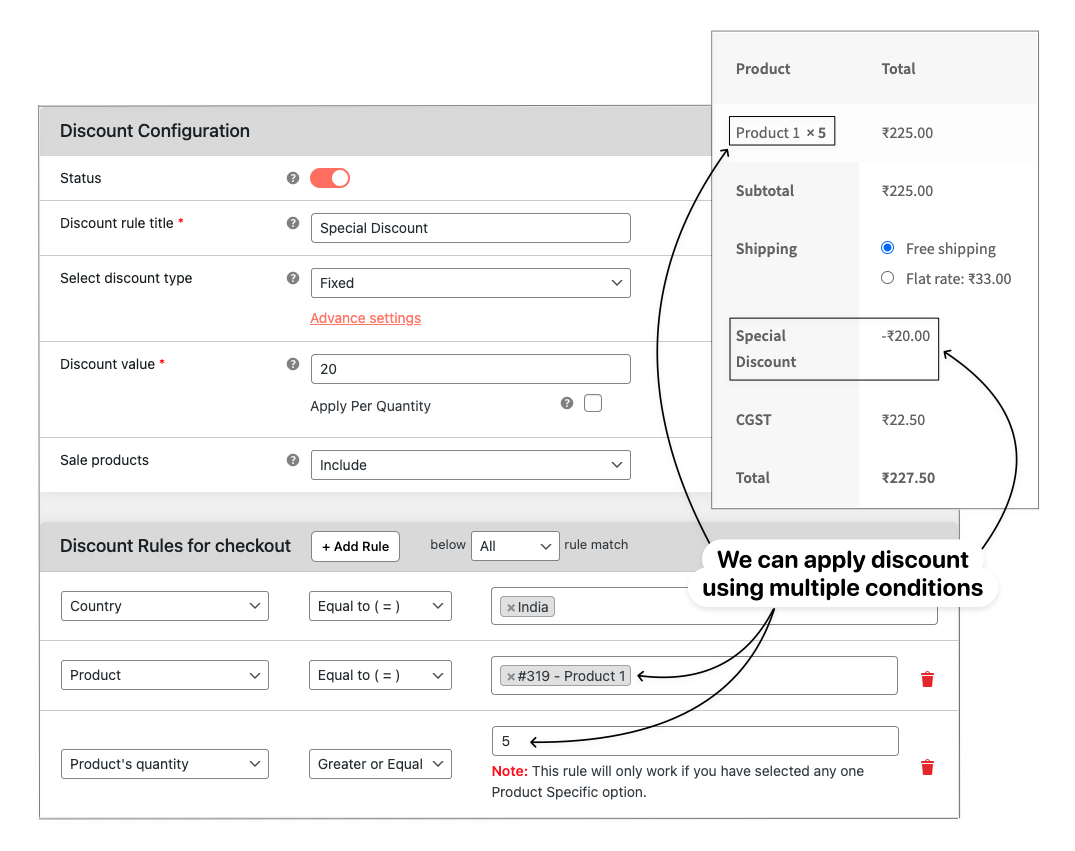 Product Total
Product 1 × 5 ₹225.00
Subtotal ₹225.00
Shipping Free shipping
Flat rate: ₹33.00
Special -₹20.00
Discount
CGST ₹22.50
Total ₹227.50
Discount Configuration
Status ?
Discount rule title * ? Special Discount
Select discount type ? Fixed
Advance settings
Discount value * ? 20
Apply Per Quantity ?
Sale products ? Include
Discount Rules for checkout + Add Rule below All rule match
We can apply discount
using multiple conditions
Country Equal to ( = ) ×India
Product Equal to ( = ) ×#319 - Product 1
Product's quantity Greater or Equal 5
Note: This rule will only work if you have selected any one
Product Specific option.